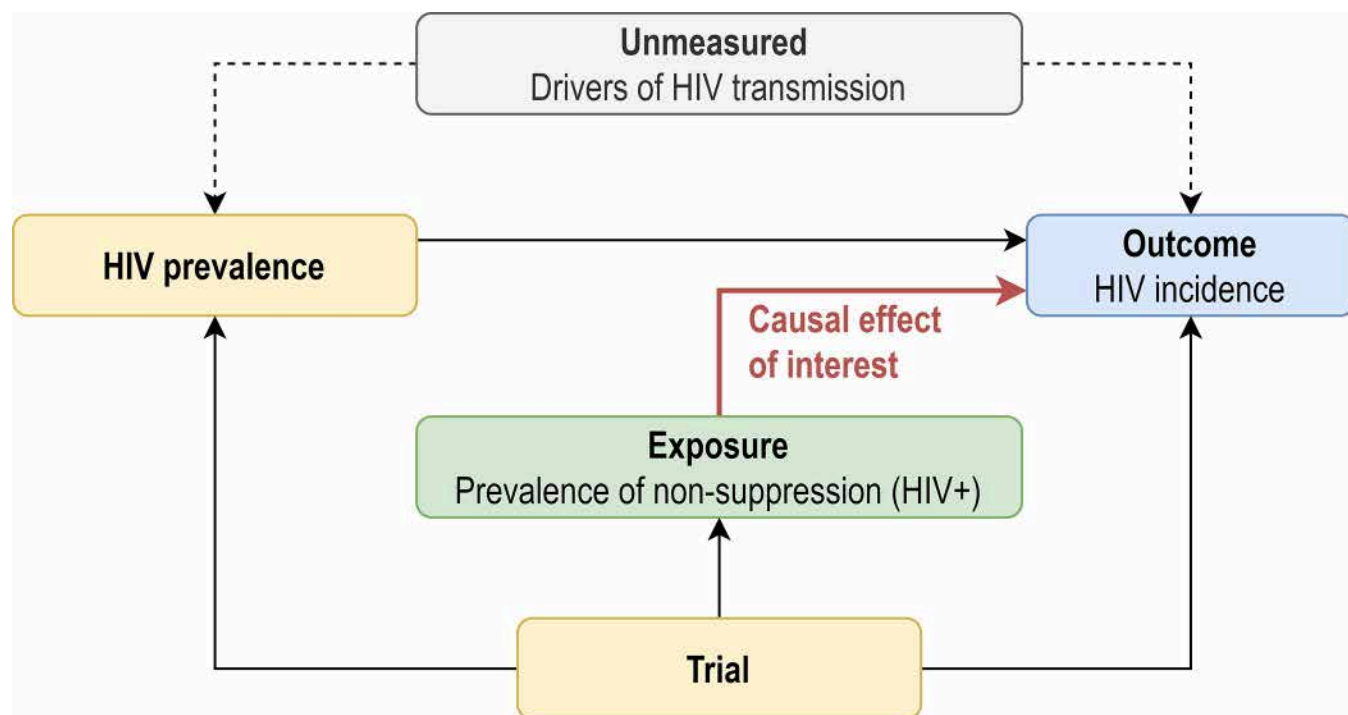 Unmeasured
Drivers of HIV transmission
HIV prevalence
Outcome
HIV incidence
Causal effect
of interest
Exposure
Prevalence of non-suppression (HIV+)
Trial